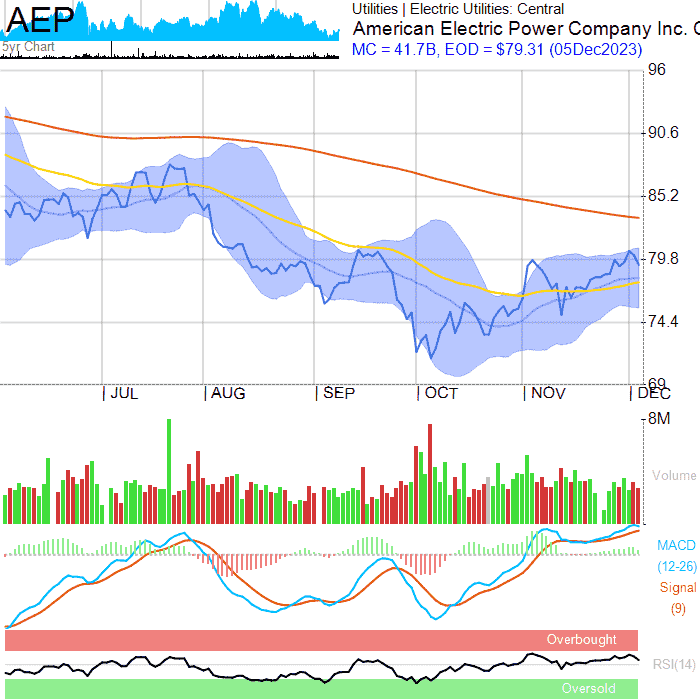 AEP
5yr Chart
Utilities | Electric Utilities: Central
American Electric Power Company Inc. C
MC = 41.7B, EOD = $79.31 (05Dec2023)
96
90.6
85.2
79.8
74.4
69
| JUL | AUG | SEP | OCT | NOV | DEC
8M
Volume
MACD
(12-26)
Signal
(9)
Overbought
RSI(14)
Oversold